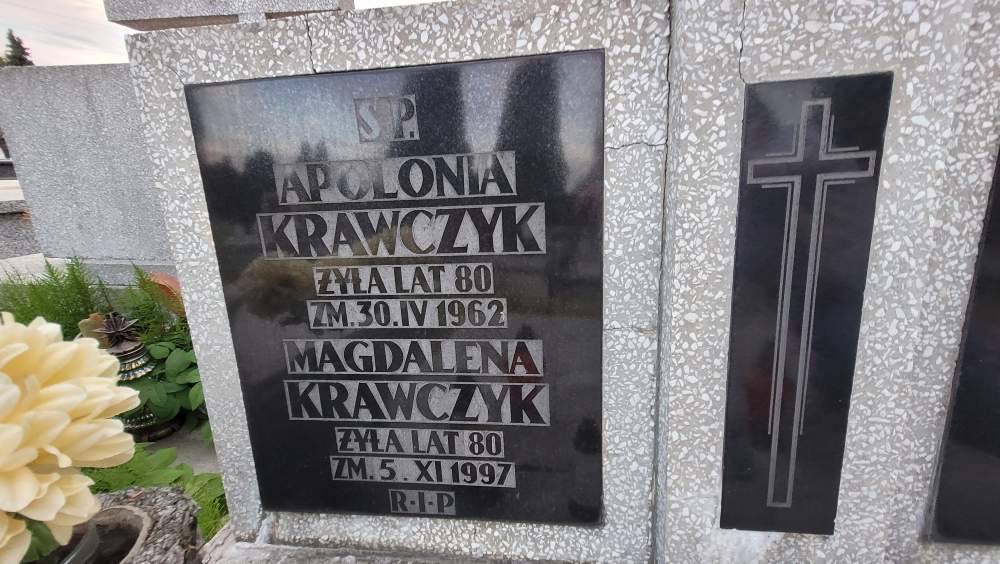 Ś.P.
APOLONIA
KRAWCZYK
ŻYŁA LAT 80
ZM. 30. IV 1962
MAGDALENA
KRAWCZYK
ŻYŁA LAT 80
ZM. 5. XI 1997
R·I·P